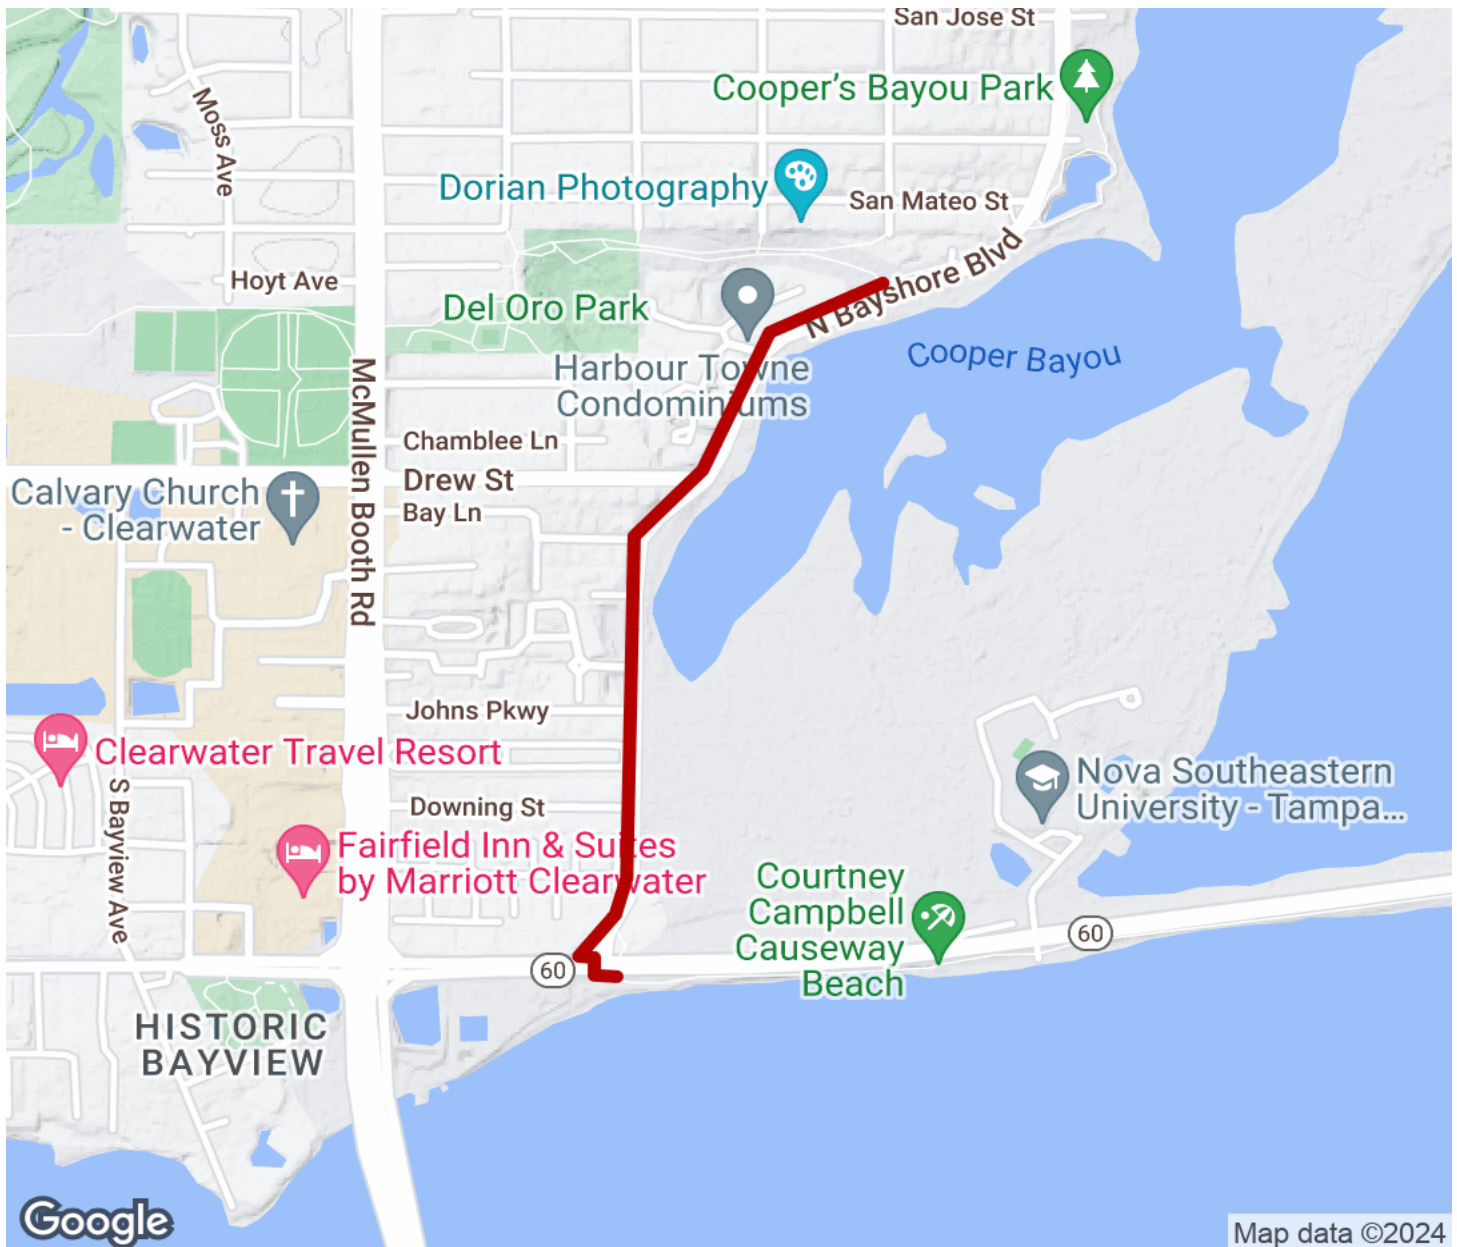 San Jose St
Cooper's Bayou Park
Moss Ave
Dorian Photography
San Mateo St
Hoyt Ave
N Bayshore Blvd
Del Oro Park
Cooper Bayou
Harbour Towne
Condominiums
McMullen Booth Rd
Chamblee Ln
Drew St
Calvary Church
- Clearwater
Bay Ln
Johns Pkwy
Clearwater Travel Resort
Nova Southeastern
University - Tampa...
S Bayview Ave
Downing St
Fairfield Inn & Suites
by Marriott Clearwater
Courtney
Campbell
Causeway
Beach
60
60
HISTORIC
BAYVIEW
Google
Map data ©2024